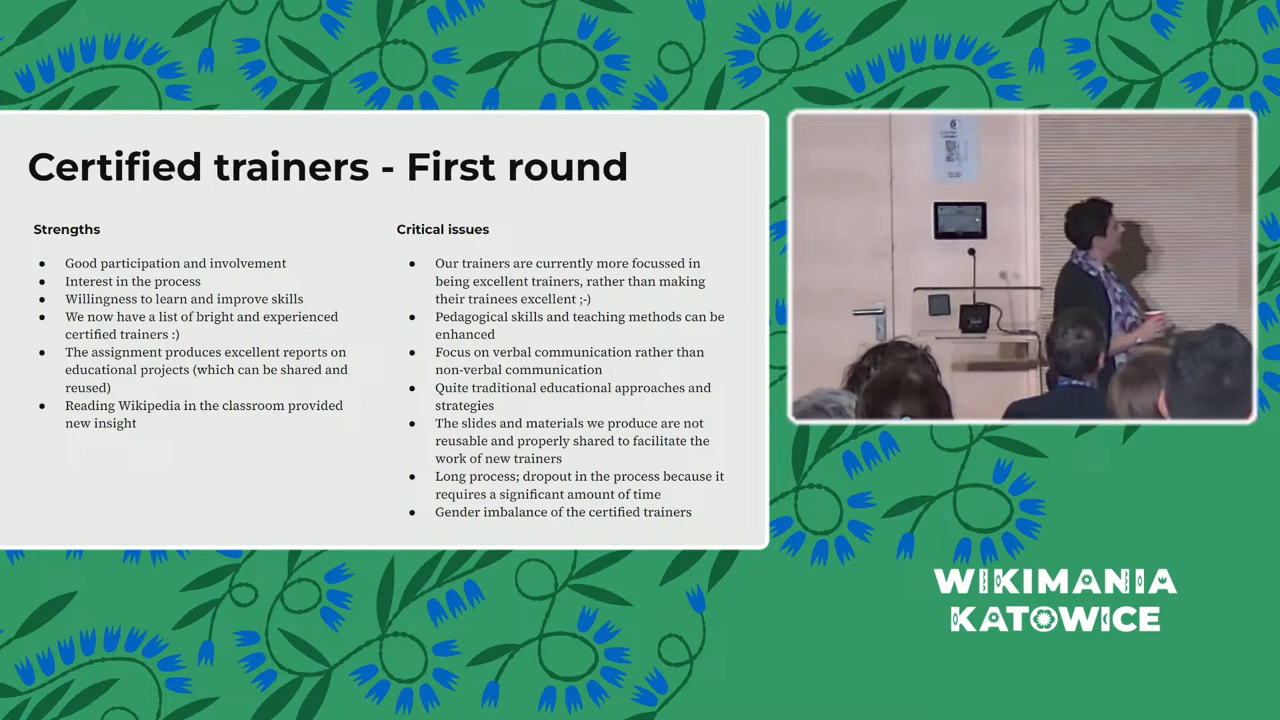 Certified trainers - First round
Strengths
● Good participation and involvement
● Interest in the process
● Willingness to learn and improve skills
● We now have a list of bright and experienced
certified trainers :)
● The assignment produces excellent reports on
educational projects (which can be shared and
reused)
● Reading Wikipedia in the classroom provided
new insight
Critical issues
● Our trainers are currently more focussed in
being excellent trainers, rather than making
their trainees excellent ;-)
● Pedagogical skills and teaching methods can be
enhanced
● Focus on verbal communication rather than
non-verbal communication
● Quite traditional educational approaches and
strategies
● The slides and materials we produce are not
reusable and properly shared to facilitate the
work of new trainers
● Long process; dropout in the process because it
requires a significant amount of time
● Gender imbalance of the certified trainers
WIKIMANIA
KATOWICE